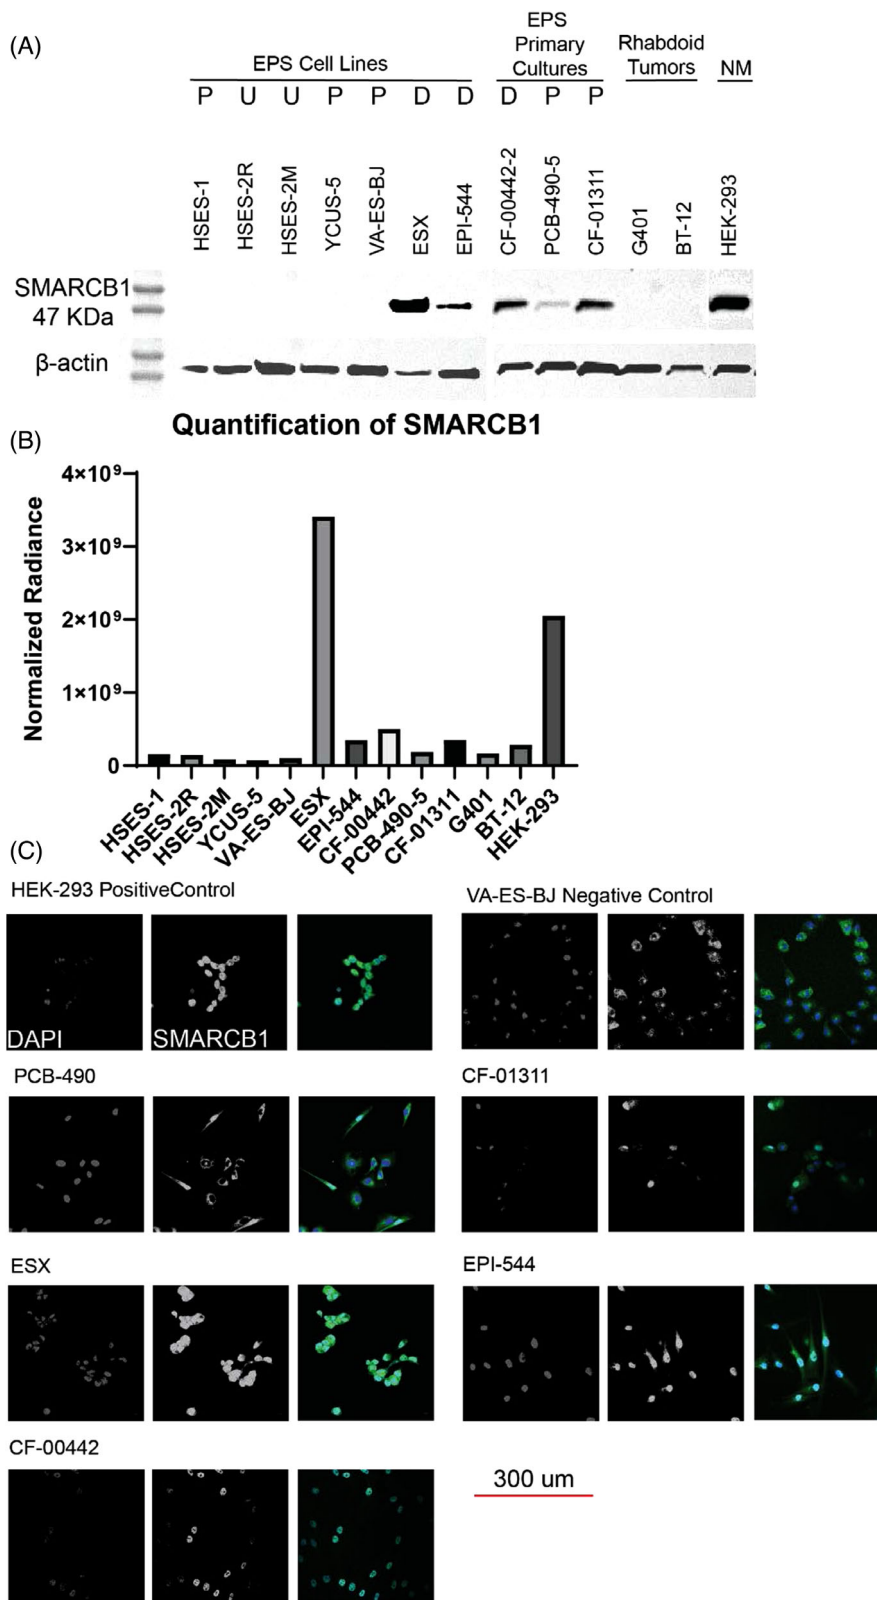 (A)
EPS Cell Lines
EPS
Primary
Cultures
Rhabdoid
Tumors
NM
P U U P P D D D P P
HSES-1
HSES-2R
HSES-2M
YCUS-5
VA-ES-BJ
ESX
EPI-544
CF-00442-2
PCB-490-5
CF-01311
G401
BT-12
HEK-293
SMARCB1
47 KDa
β-actin
(B)
Quantification of SMARCB1
Normalized Radiance
4×10⁹
3×10⁹
2×10⁹
1×10⁹
0
HSES-1
HSES-2R
HSES-2M
YCUS-5
VA-ES-BJ
ESX
EPI-544
CF-00442
PCB-490-5
CF-01311
G401
BT-12
HEK-293
(C)
HEK-293 PositiveControl
VA-ES-BJ Negative Control
DAPI
SMARCB1
PCB-490
CF-01311
ESX
EPI-544
CF-00442
300 um